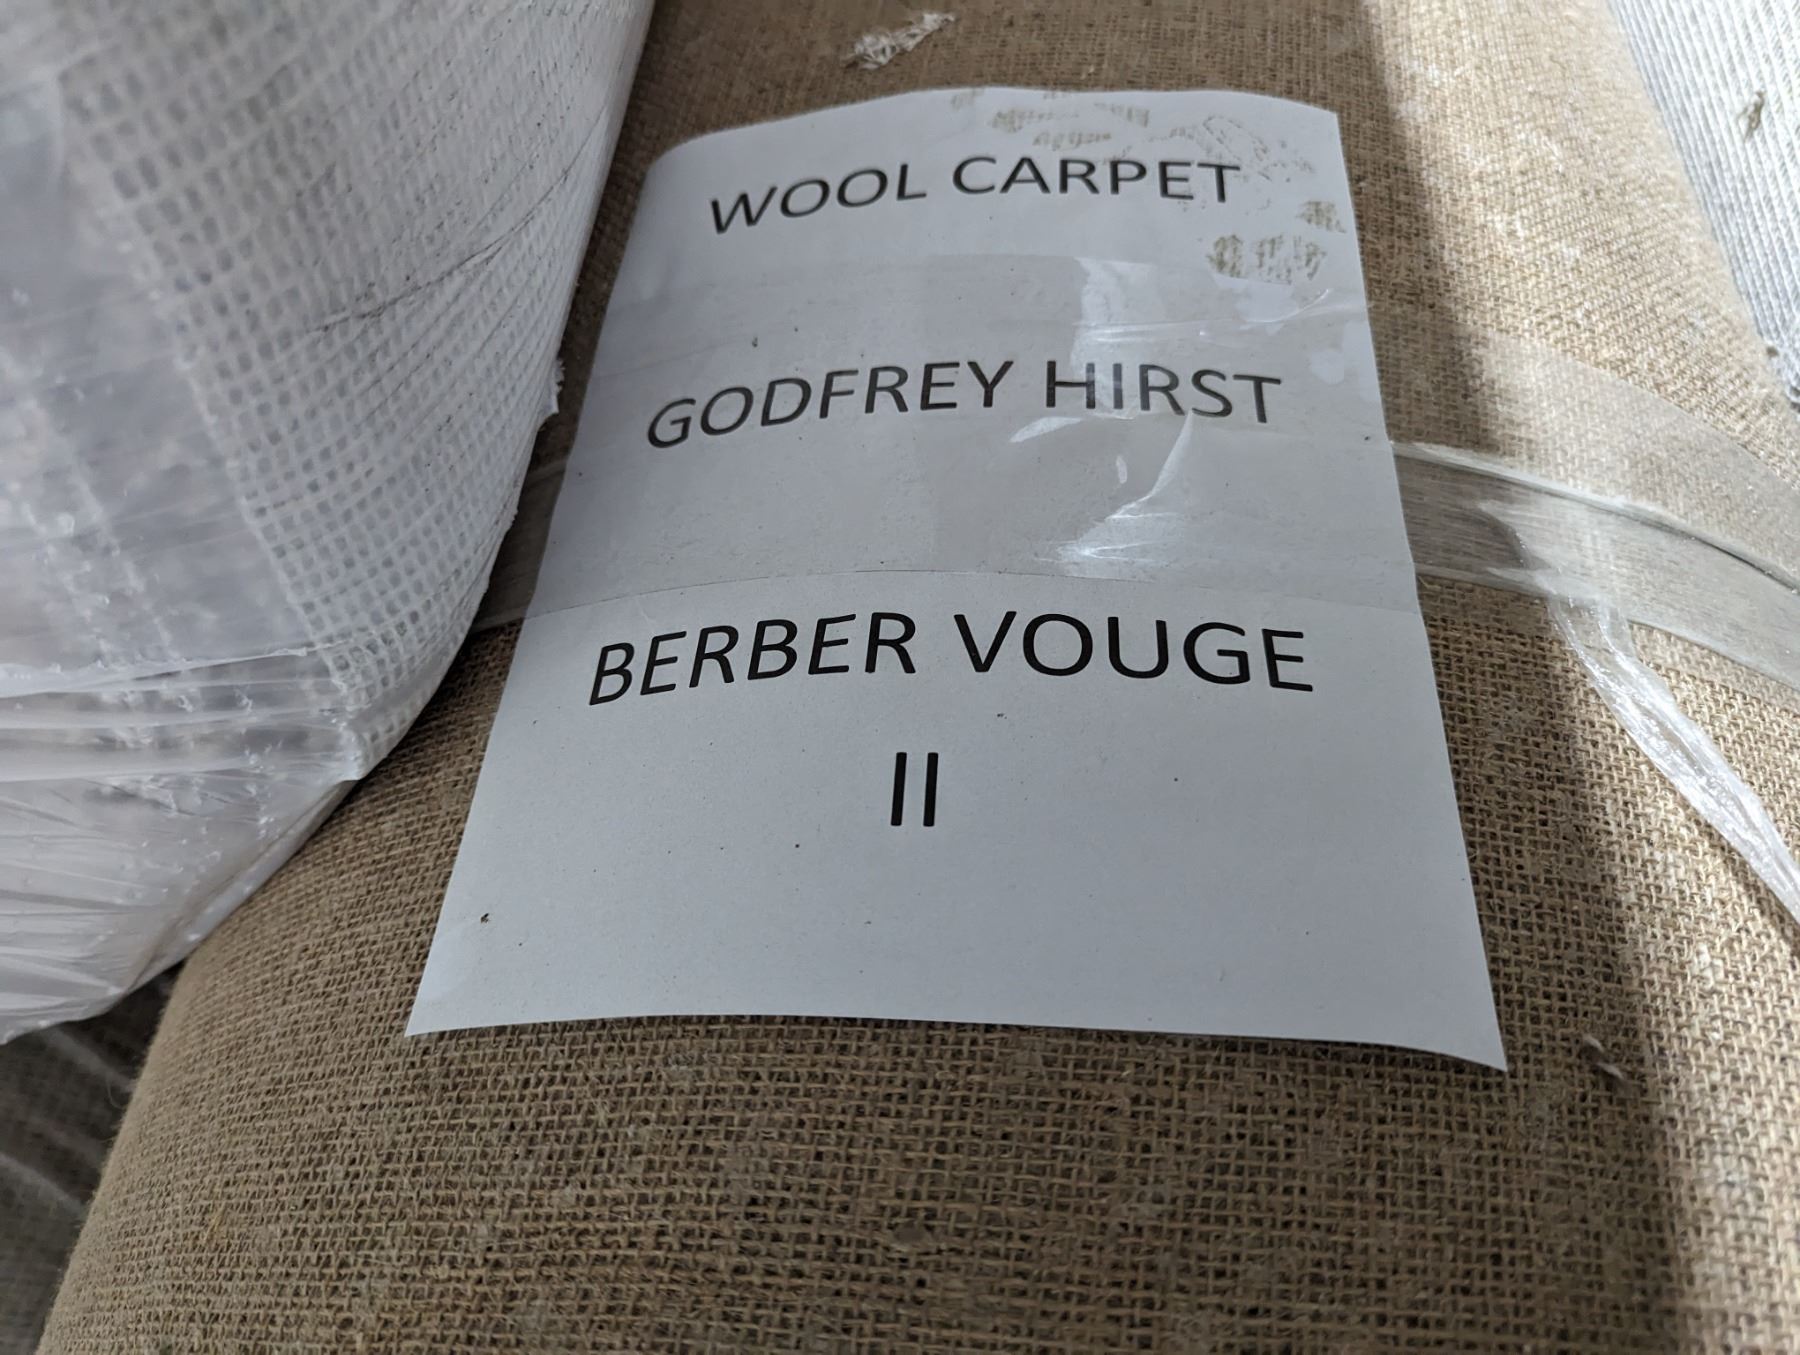 WOOL CARPET
GODFREY HIRST
BERBER VOUGE
II